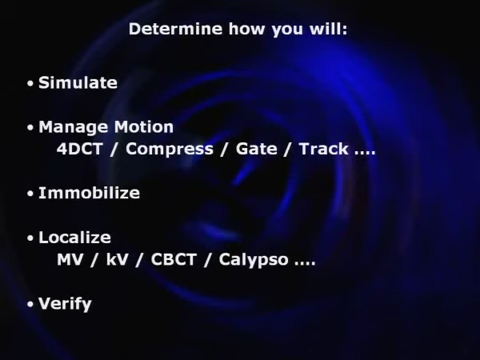 Determine how you will:
• Simulate
• Manage Motion
4DCT / Compress / Gate / Track ....
• Immobilize
• Localize
MV / kV / CBCT / Calypso ....
• Verify